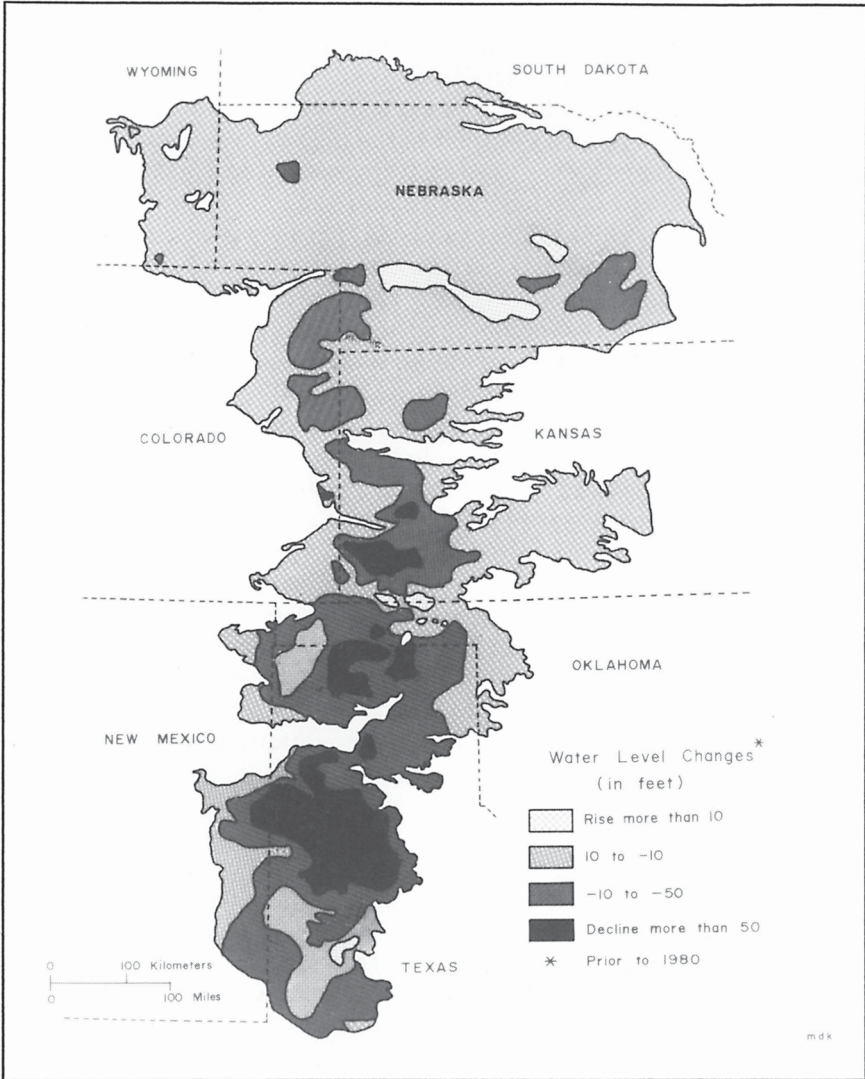 WYOMING
SOUTH DAKOTA
NEBRASKA
COLORADO
KANSAS
OKLAHOMA
NEW MEXICO
Water Level Changes*
(in feet)
Rise more than 10
10 to -10
-10 to -50
Decline more than 50
* Prior to 1980
TEXAS
0 100 Kilometers
0 100 Miles
mdk